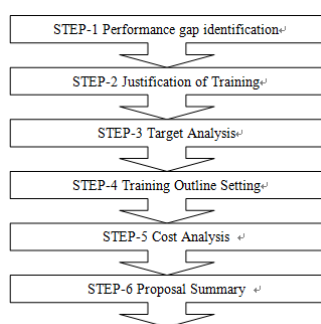 STEP-1 Performance gap identification↵
STEP-2 Justification of Training↵
STEP-3 Target Analysis↵
STEP-4 Training Outline Setting↵
STEP-5 Cost Analysis ↵
STEP-6 Proposal Summary ↵